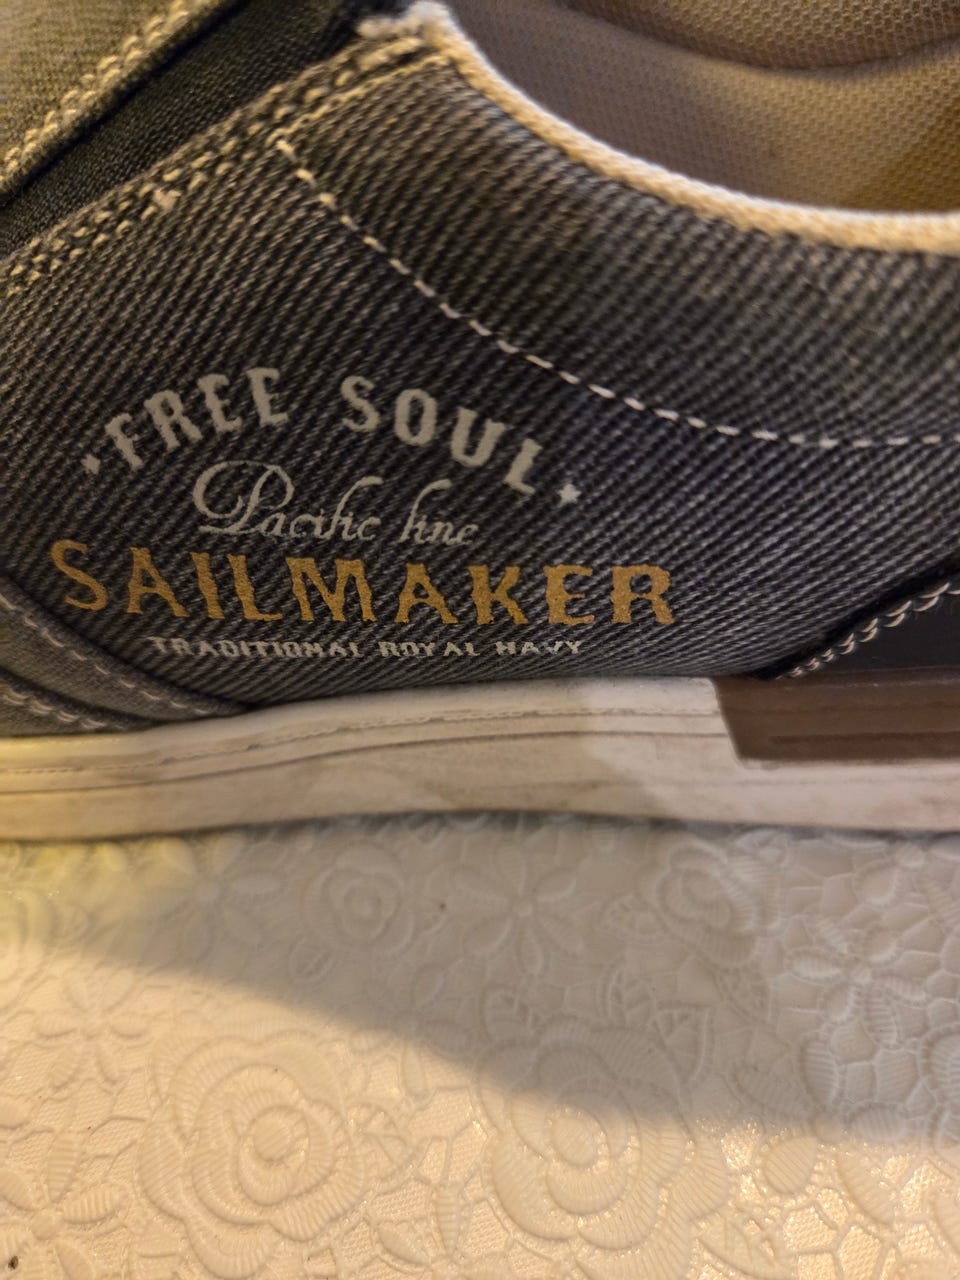 FREE SOUL
Pacific line
SAILMAKER
TRADITIONAL ROYAL NAVY